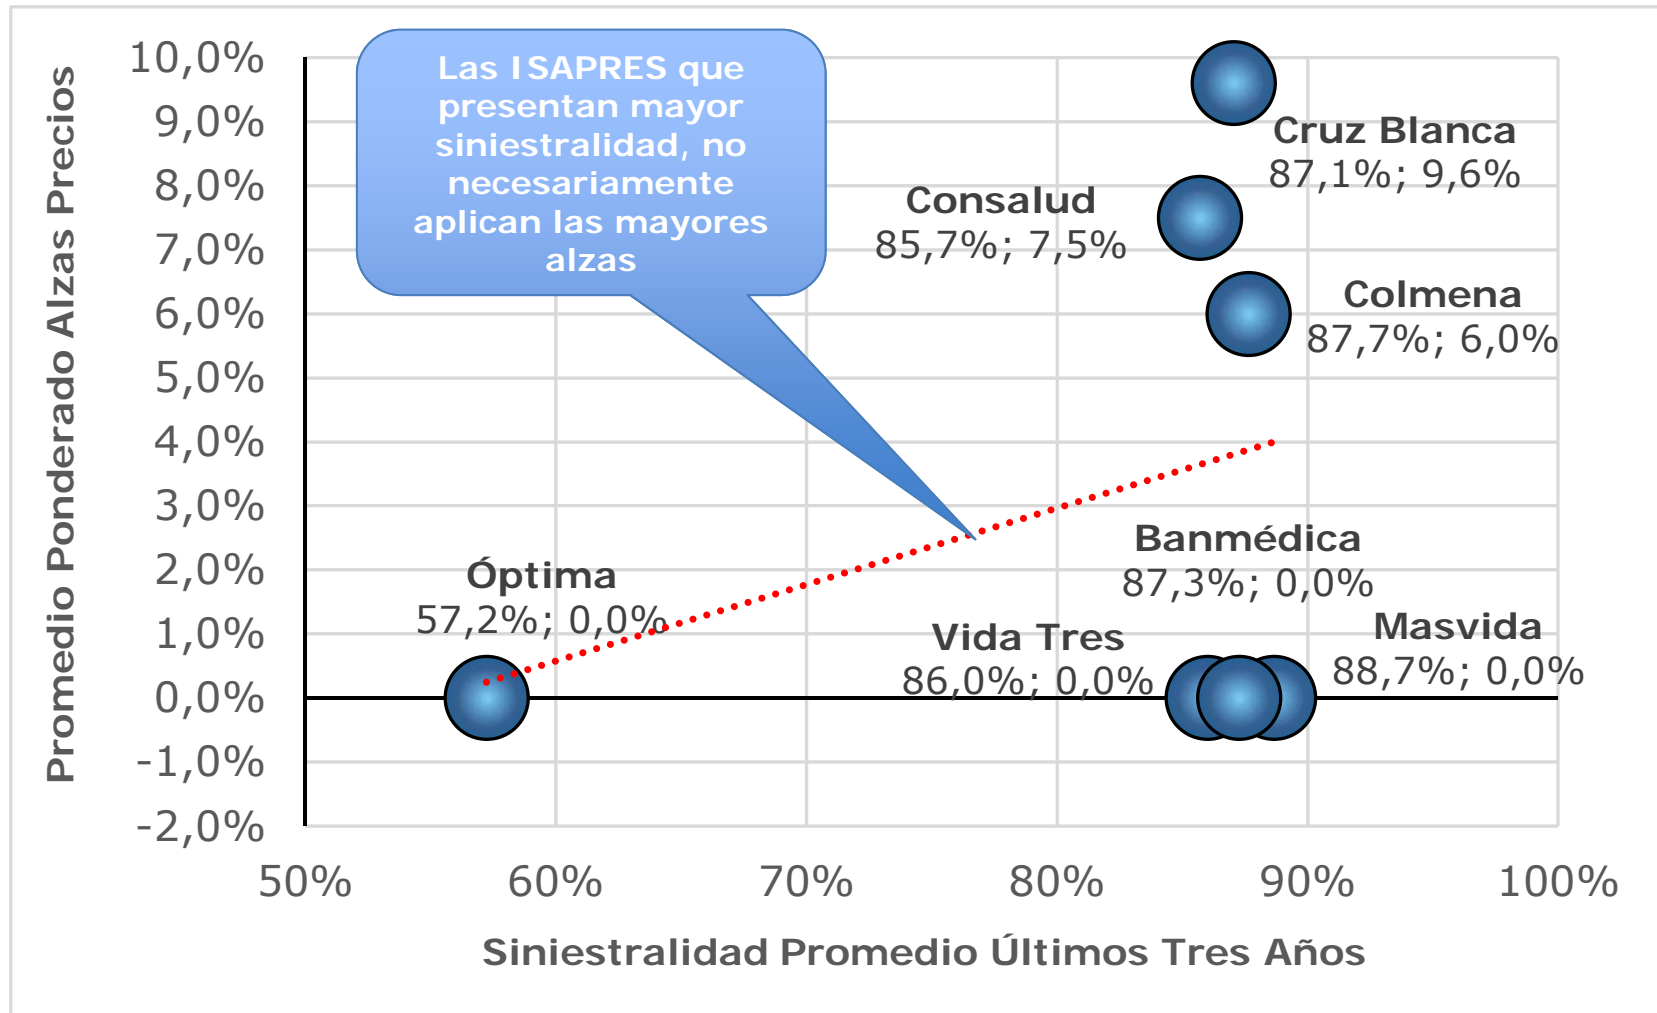 Promedio Ponderado Alzas Precios
10,0%
9,0%
8,0%
7,0%
6,0%
5,0%
4,0%
3,0%
2,0%
1,0%
0,0%
-1,0%
-2,0%
Las ISAPRES que
presentan mayor
siniestralidad, no
necesariamente
aplican las mayores
alzas
Cruz Blanca
87,1%; 9,6%
Consalud
85,7%; 7,5%
Colmena
87,7%; 6,0%
Banmédica
87,3%; 0,0%
Óptima
57,2%; 0,0%
Vida Tres
86,0%; 0,0%
Masvida
88,7%; 0,0%
50%
60%
70%
80%
90%
100%
Siniestralidad Promedio Últimos Tres Años